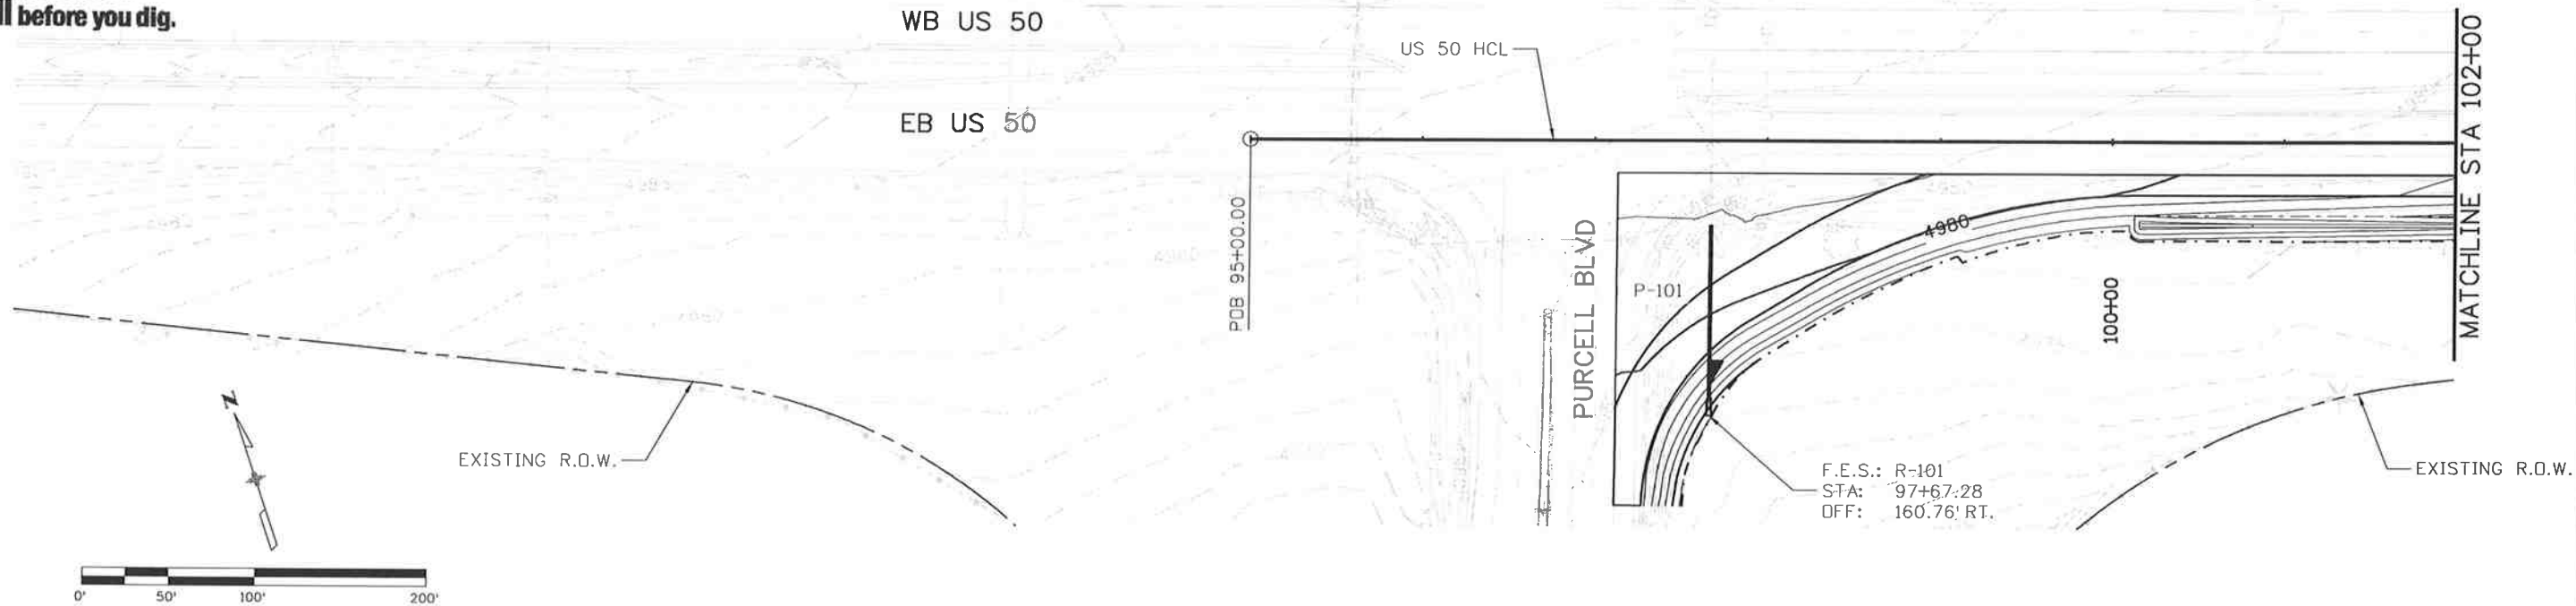 ll before you dig.
WB US 50
EB US 50
US 50 HCL
MATCHLINE STA 102+00
POB 95+00.00
PURCELL BLVD
P-101
4980
100+00
EXISTING R.O.W.
F.E.S.: R-101
STA: 97+67.28
OFF: 160.76' RT.
EXISTING R.O.W.
N
0' 50' 100' 200'